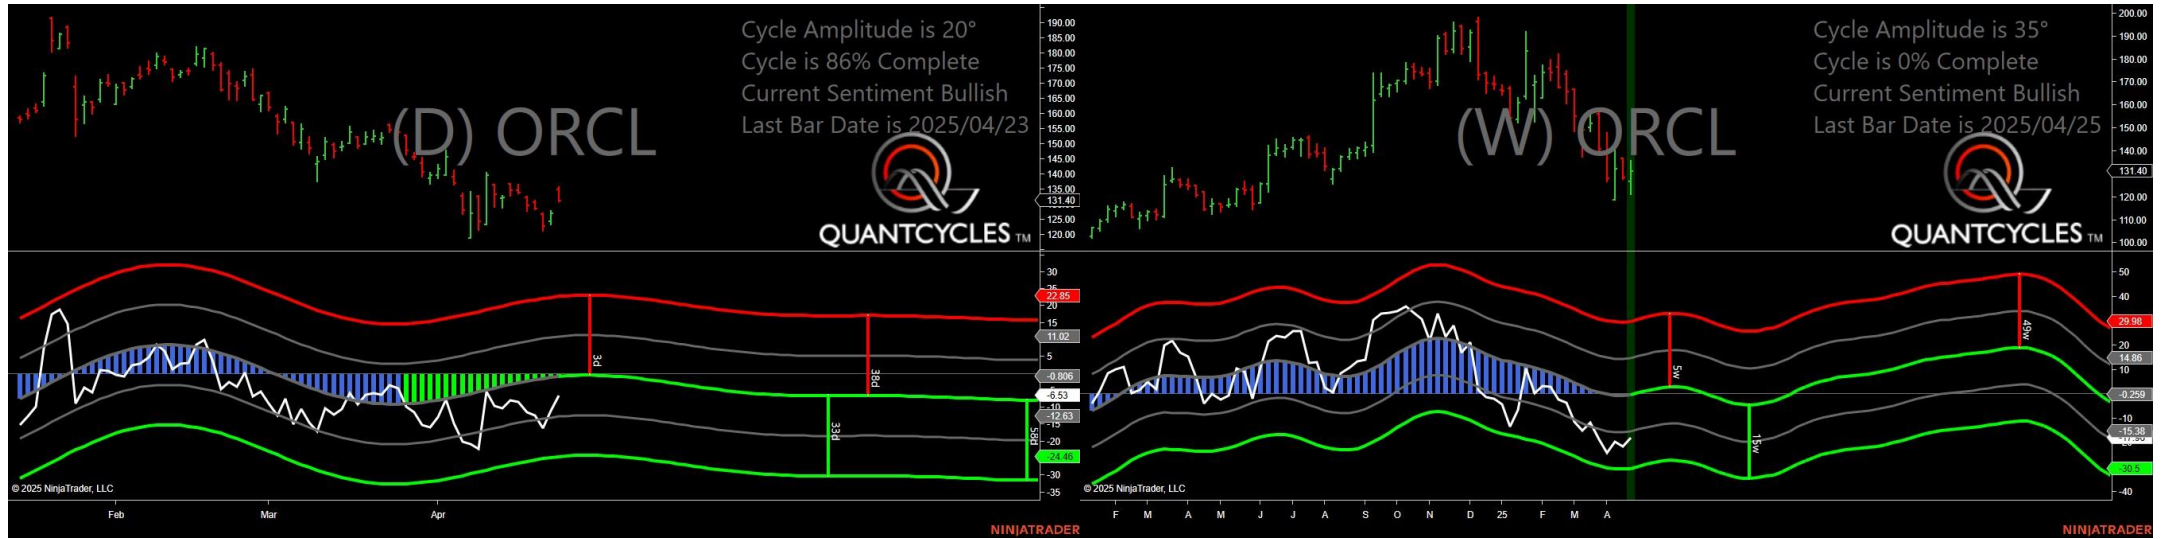 Cycle Amplitude is 20°
Cycle is 86% Complete
Current Sentiment Bullish
Last Bar Date is 2025/04/23
(D) ORCL
QUANTCYCLES TM
190.00
185.00
180.00
175.00
170.00
165.00
160.00
155.00
150.00
145.00
140.00
135.00
131.40
125.00
120.00
30
25
22.85
20
15
11.02
5
-0.806
-6.53
-10
-12.63
-15
-20
-24.46
-30
-35
3d
38d
33d
58d
© 2025 NinjaTrader, LLC
Feb Mar Apr
NINJATRADER
Cycle Amplitude is 35°
Cycle is 0% Complete
Current Sentiment Bullish
Last Bar Date is 2025/04/25
(W) ORCL
QUANTCYCLES TM
200.00
190.00
180.00
170.00
160.00
150.00
140.00
131.40
120.00
110.00
100.00
50
40
29.98
20
14.86
10
-0.259
-10
-15.38
-30.5
-40
5w
15w
49w
© 2025 NinjaTrader, LLC
F M A M J J A S O N D 25 F M A
NINJATRADER